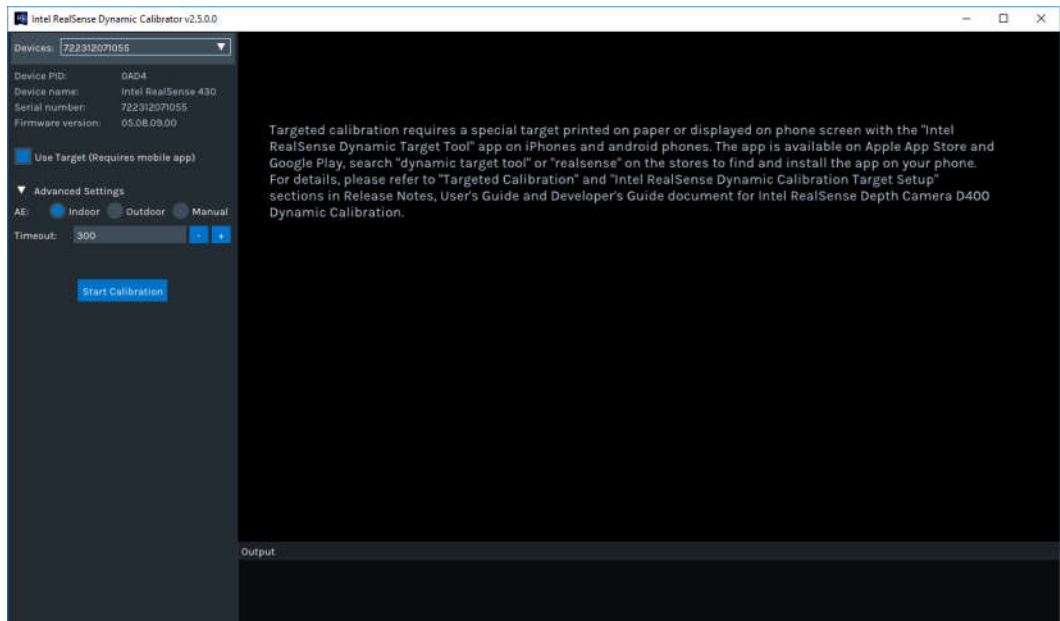 Intel RealSense Dynamic Calibrator v2.5.0.0
Devices: 722312071055
Device PID: 0AD4
Device name: Intel RealSense 430
Serial number: 722312071055
Firmware version: 05.08.09.00
Use Target (Requires mobile app)
Advanced Settings
AE: Indoor Outdoor Manual
Timeout: 300 - +
Start Calibration
Targeted calibration requires a special target printed on paper or displayed on phone screen with the "Intel
RealSense Dynamic Target Tool" app on iPhones and android phones. The app is available on Apple App Store and
Google Play, search "dynamic target tool" or "realsense" on the stores to find and install the app on your phone.
For details, please refer to "Targeted Calibration" and "Intel RealSense Dynamic Calibration Target Setup"
sections in Release Notes, User's Guide and Developer's Guide document for Intel RealSense Depth Camera D400
Dynamic Calibration.
Output